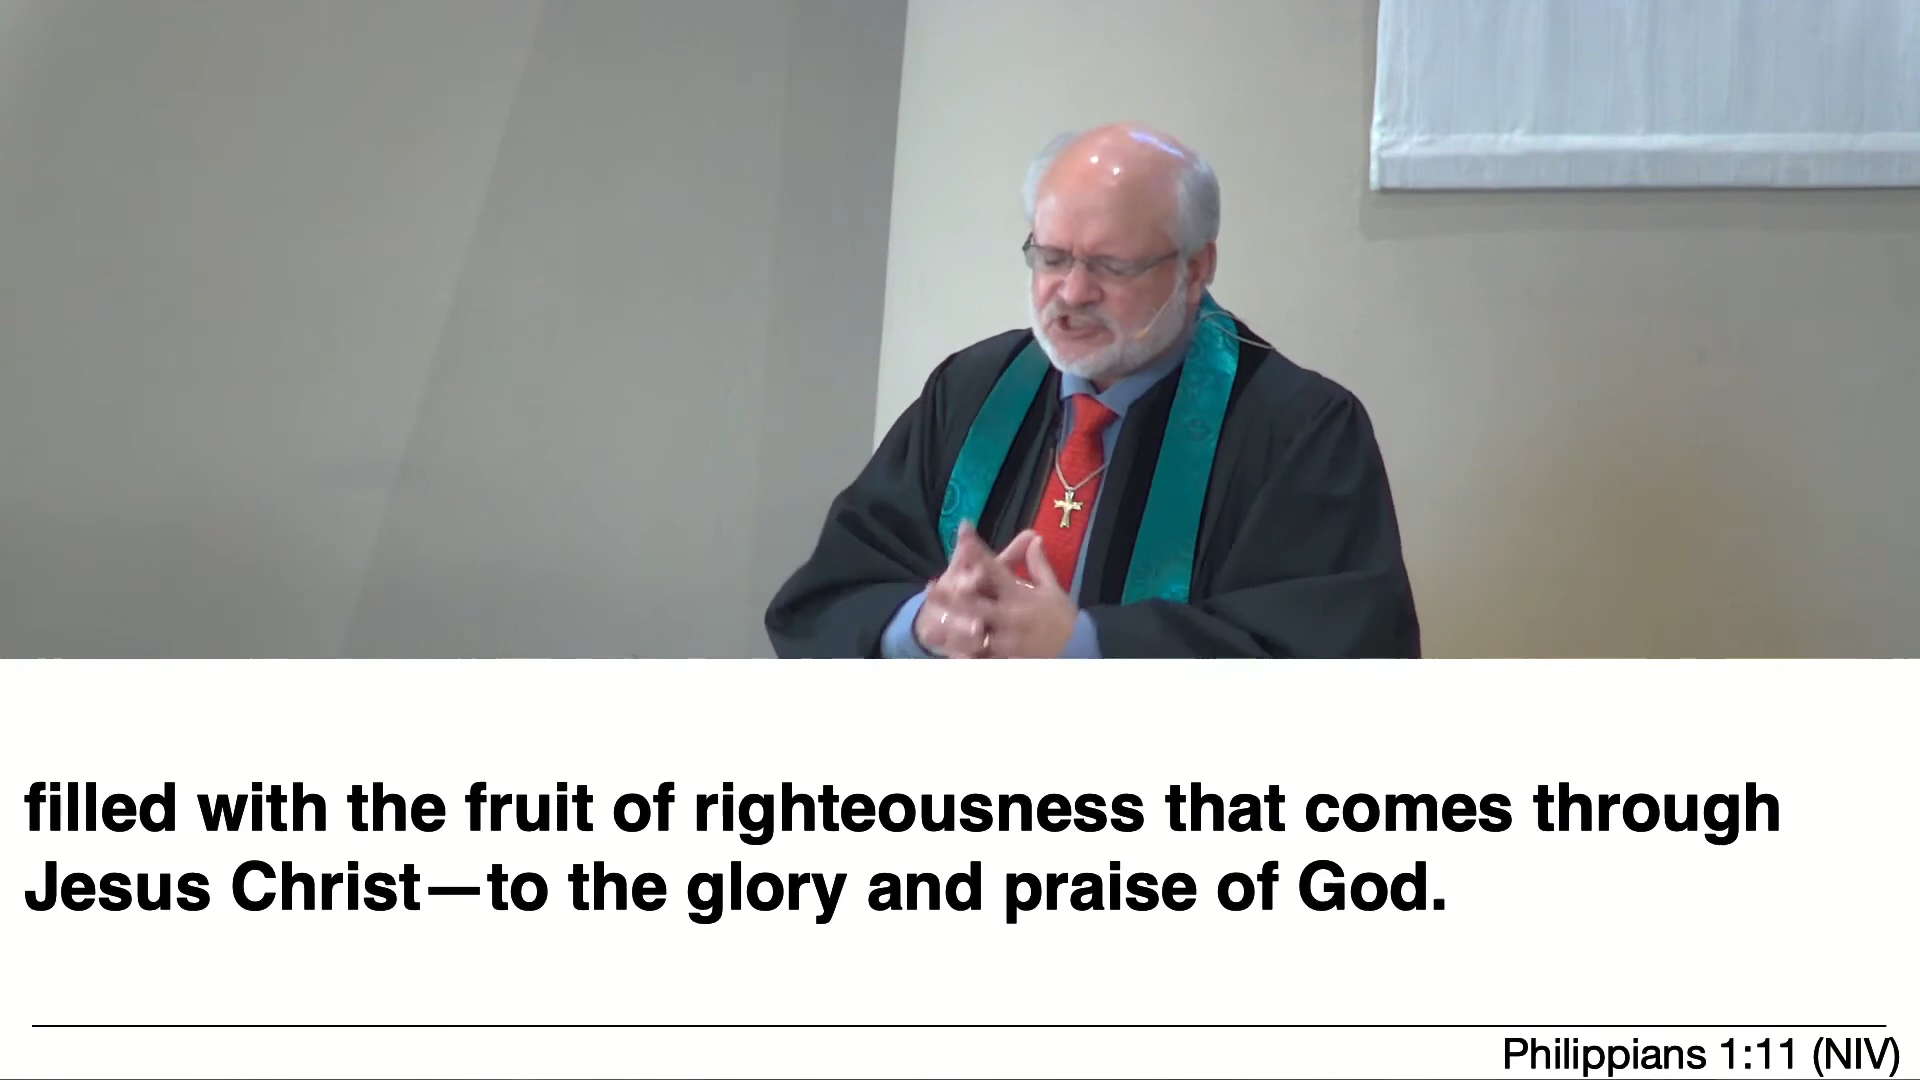 filled with the fruit of righteousness that comes through
Jesus Christ—to the glory and praise of God.
Philippians 1:11 (NIV)